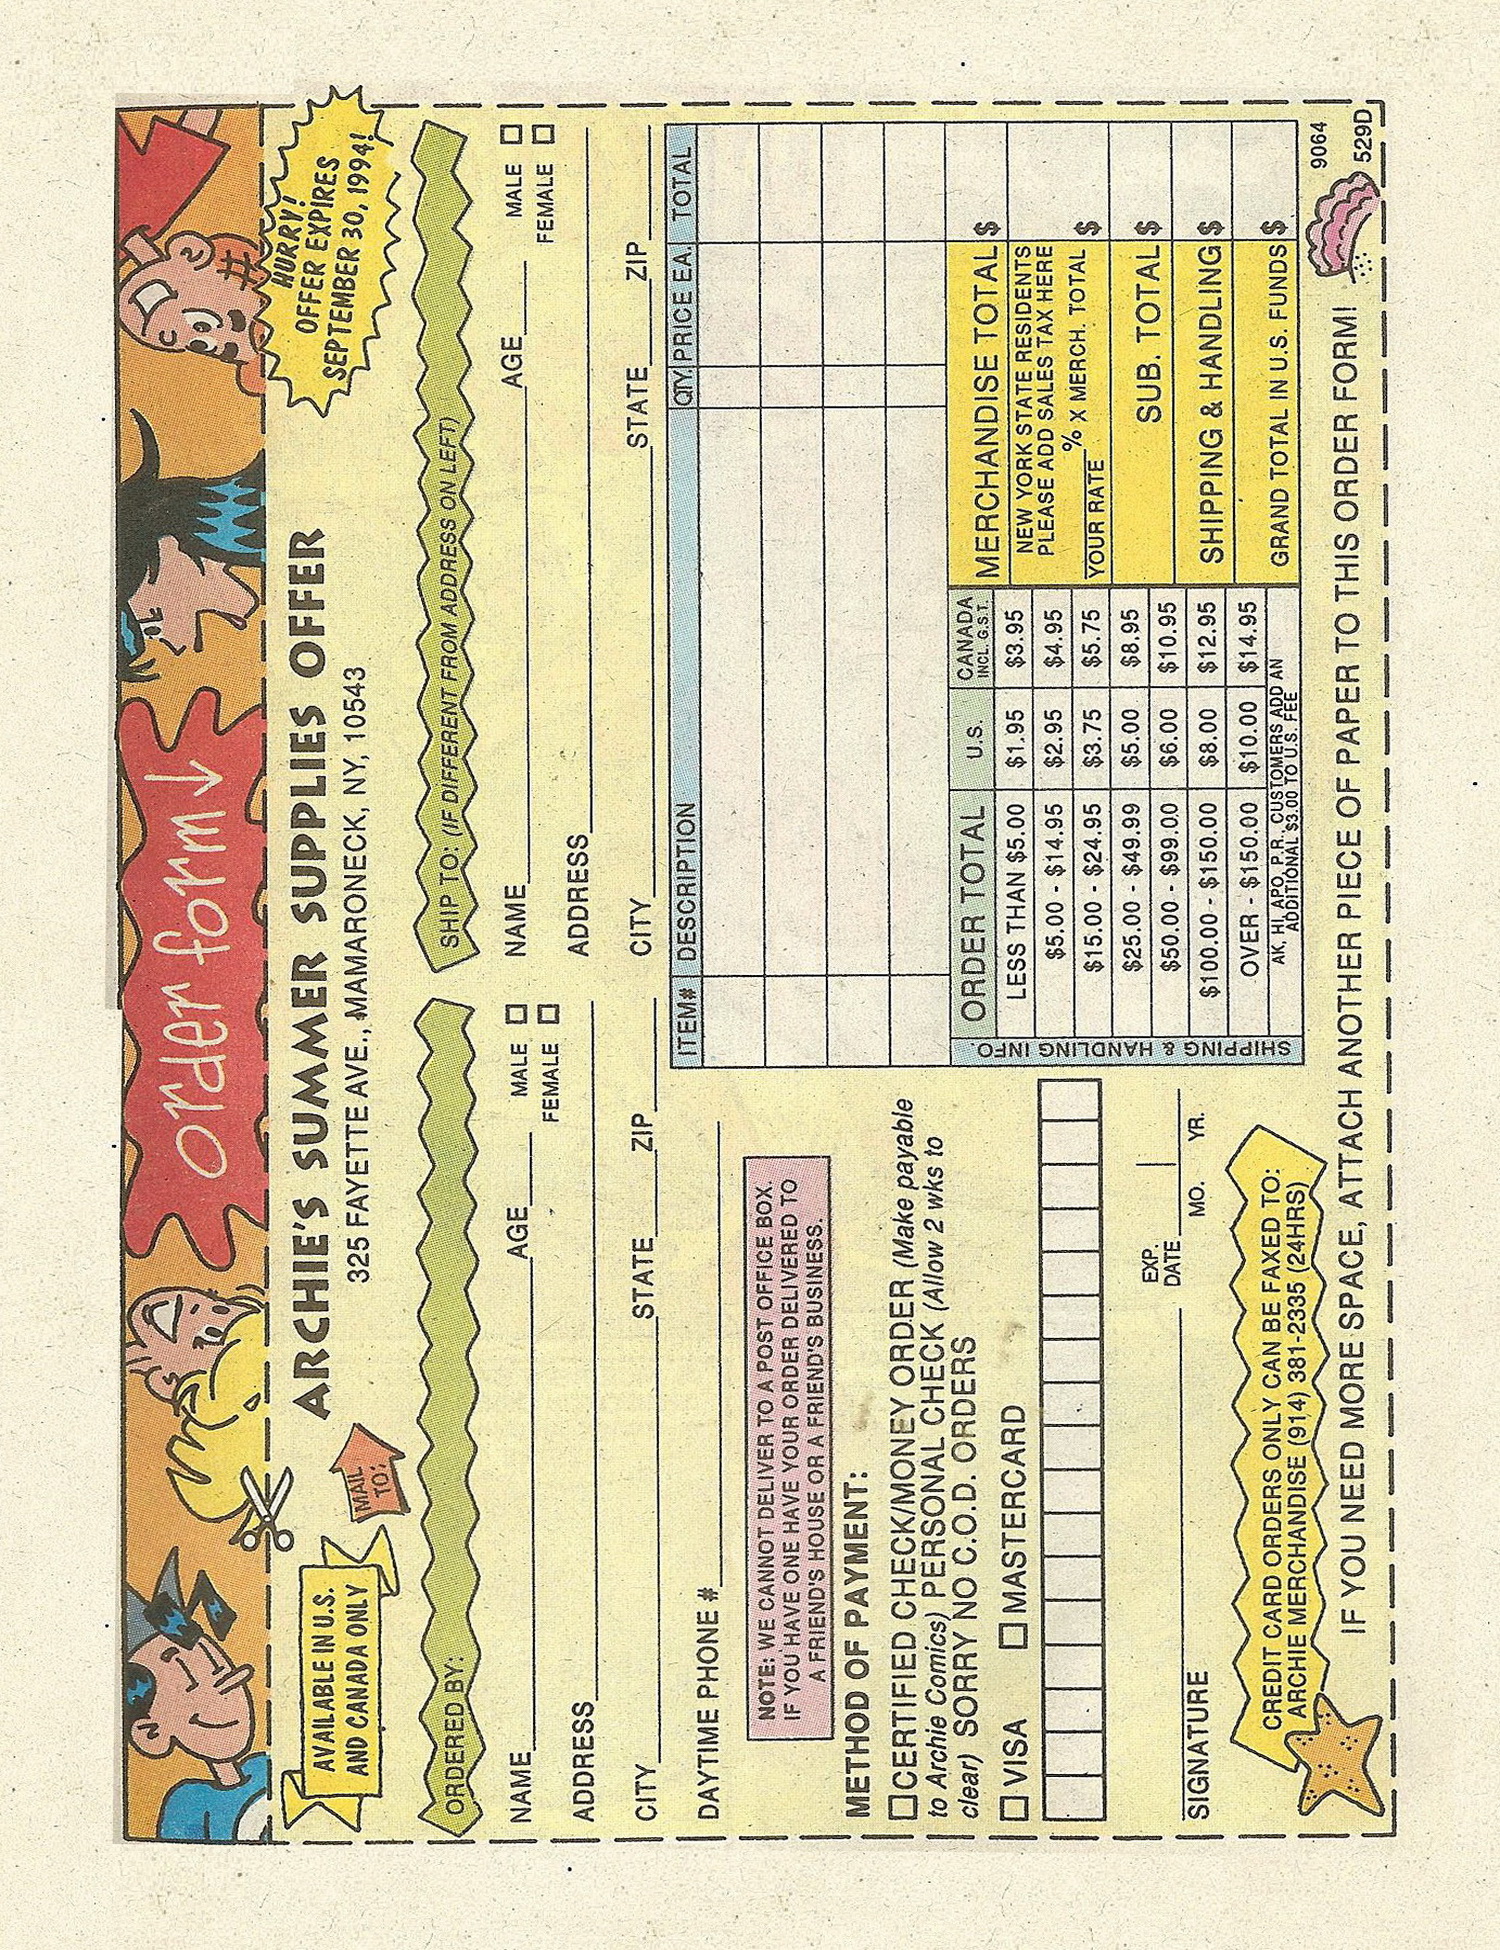 order form ↓
HURRY!
OFFER EXPIRES
SEPTEMBER 30, 1994!
AVAILABLE IN U.S.
AND CANADA ONLY
MAIL
TO:
ARCHIE'S SUMMER SUPPLIES OFFER
325 FAYETTE AVE., MAMARONECK, NY, 10543
ORDERED BY:
NAME AGE MALE
FEMALE
ADDRESS
CITY STATE ZIP
DAYTIME PHONE #
NOTE: WE CANNOT DELIVER TO A POST OFFICE BOX.
IF YOU HAVE ONE HAVE YOUR ORDER DELIVERED TO
A FRIEND'S HOUSE OR A FRIEND'S BUSINESS.
METHOD OF PAYMENT:
CERTIFIED CHECK/MONEY ORDER (Make payable
to Archie Comics) PERSONAL CHECK (Allow 2 wks to
clear) SORRY NO C.O.D. ORDERS
VISA MASTERCARD
EXP.
DATE
SIGNATURE MO. YR.
CREDIT CARD ORDERS ONLY CAN BE FAXED TO:
ARCHIE MERCHANDISE (914) 381-2335 (24HRS)
SHIP TO: (IF DIFFERENT FROM ADDRESS ON LEFT)
NAME AGE MALE
FEMALE
ADDRESS
CITY STATE ZIP
ITEM# DESCRIPTION QTY. PRICE EA. TOTAL
SHIPPING & HANDLING INFO.
ORDER TOTAL U.S. CANADA
INCL. G.S.T.
LESS THAN $5.00 $1.95 $3.95
$5.00 - $14.95 $2.95 $4.95
$15.00 - $24.95 $3.75 $5.75
$25.00 - $49.99 $5.00 $8.95
$50.00 - $99.00 $6.00 $10.95
$100.00 - $150.00 $8.00 $12.95
OVER - $150.00 $10.00 $14.95
AK, HI, APO, P.R., CUSTOMERS ADD AN
ADDITIONAL $3.00 TO U.S. FEE
MERCHANDISE TOTAL $
NEW YORK STATE RESIDENTS
PLEASE ADD SALES TAX HERE
YOUR RATE % X MERCH. TOTAL $
SUB. TOTAL $
SHIPPING & HANDLING $
GRAND TOTAL IN U.S. FUNDS $
IF YOU NEED MORE SPACE, ATTACH ANOTHER PIECE OF PAPER TO THIS ORDER FORM!
9064
529D